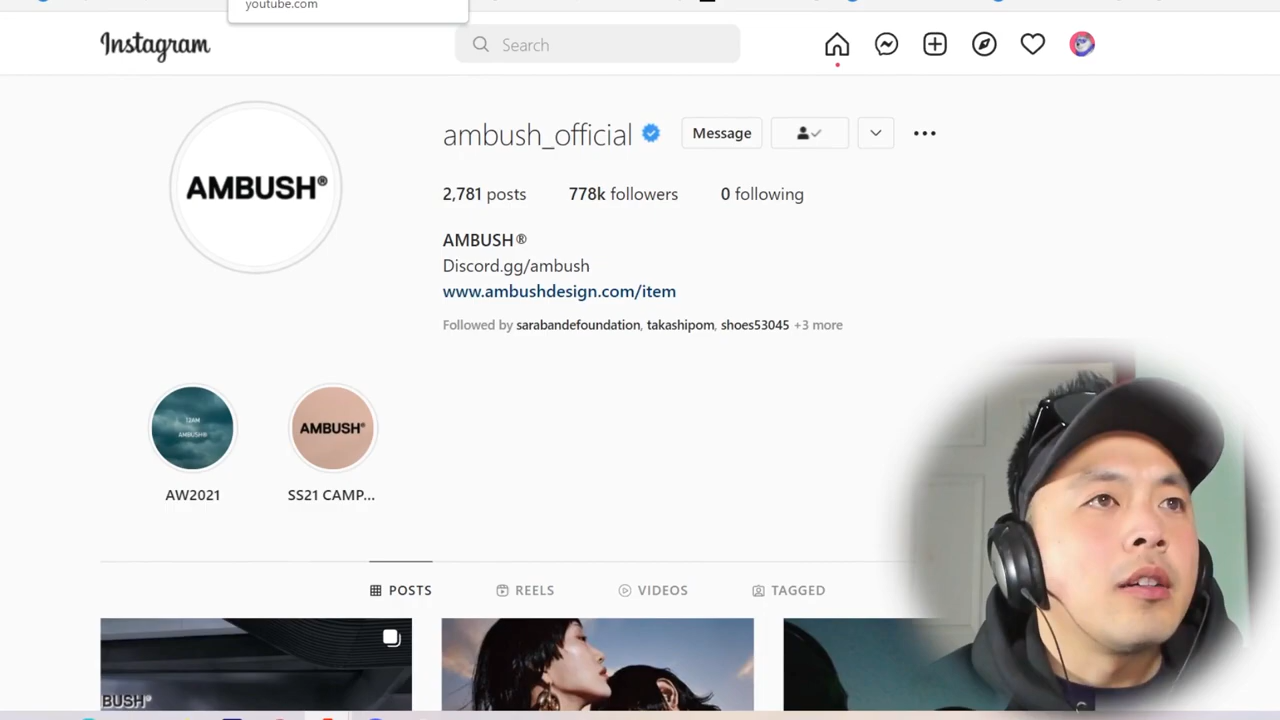 youtube.com
Instagram
Search
AMBUSH®
ambush_official
Message
2,781 posts 778k followers 0 following
AMBUSH®
Discord.gg/ambush
www.ambushdesign.com/item
Followed by sarabandefoundation, takashipom, shoes53045 +3 more
12AM
AMBUSH®
AMBUSH®
AW2021
SS21 CAMP...
POSTS
REELS
VIDEOS
TAGGED
BUSH®